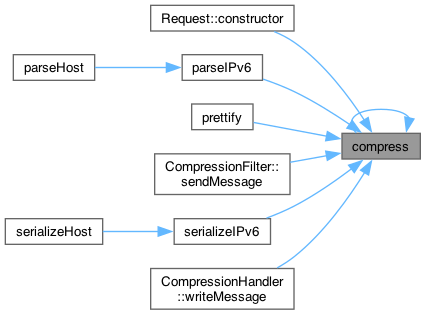 Request::constructor
parseHost
parseIPv6
prettify
compress
CompressionFilter::
sendMessage
serializeHost
serializeIPv6
CompressionHandler
::writeMessage